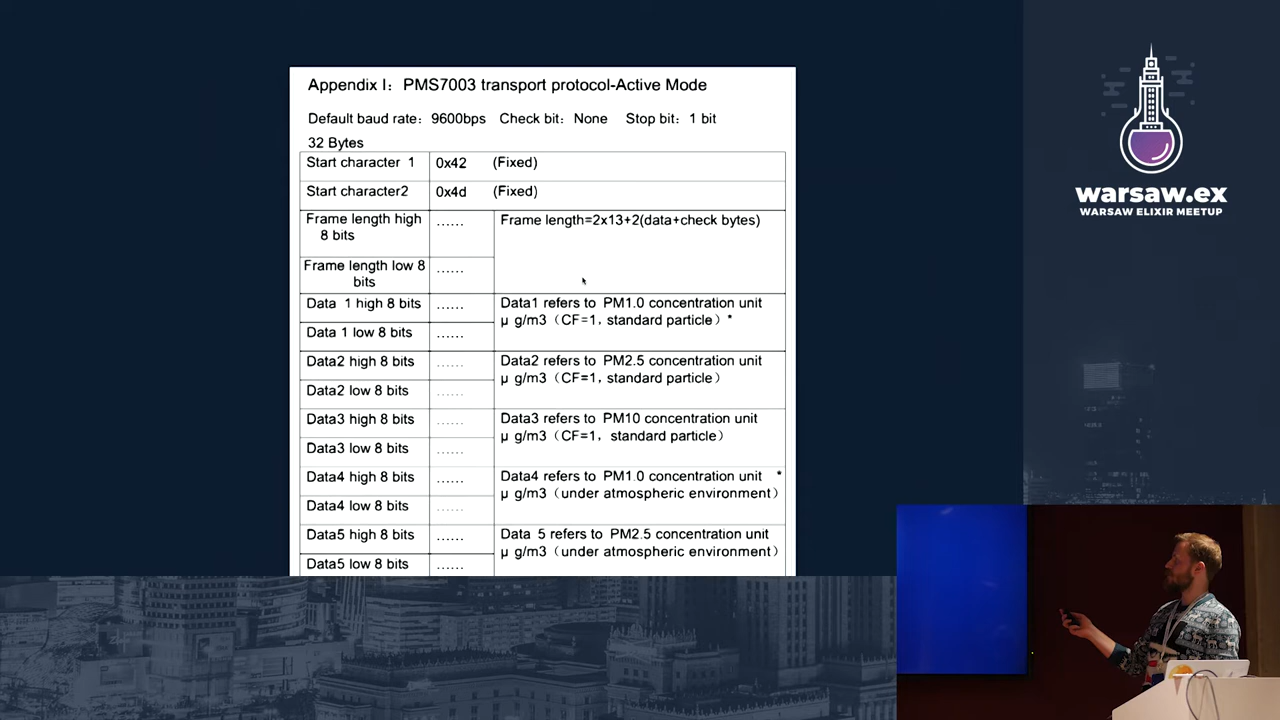 Appendix I: PMS7003 transport protocol-Active Mode
Default baud rate: 9600bps Check bit: None Stop bit: 1 bit
32 Bytes
Start character 1 0x42 (Fixed)
Start character2 0x4d (Fixed)
Frame length high
8 bits
...... Frame length=2x13+2(data+check bytes)
Frame length low 8
bits
......
Data 1 high 8 bits ...... Data1 refers to PM1.0 concentration unit
μ g/m3 (CF=1, standard particle) *
Data 1 low 8 bits ......
Data2 high 8 bits ...... Data2 refers to PM2.5 concentration unit
μ g/m3 (CF=1, standard particle)
Data2 low 8 bits ......
Data3 high 8 bits ...... Data3 refers to PM10 concentration unit
μ g/m3 (CF=1, standard particle)
Data3 low 8 bits ......
Data4 high 8 bits ...... Data4 refers to PM1.0 concentration unit *
μ g/m3 (under atmospheric environment)
Data4 low 8 bits ......
Data5 high 8 bits ...... Data 5 refers to PM2.5 concentration unit
μ g/m3 (under atmospheric environment)
Data5 low 8 bits ......
warsaw.ex
WARSAW ELIXIR MEETUP